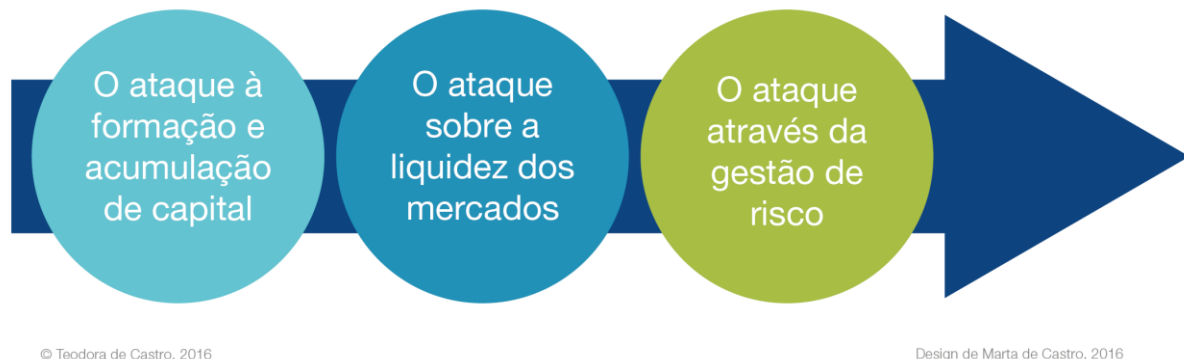 O ataque à
formação e
acumulação
de capital
O ataque
sobre a
liquidez dos
mercados
O ataque
através da
gestão de
risco
© Teodora de Castro, 2016
Design de Marta de Castro, 2016